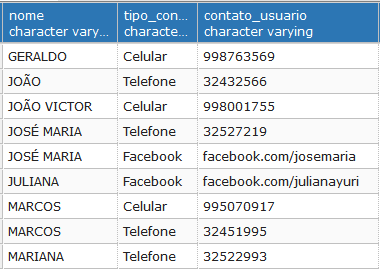 nome tipo_con... contato_usuario
character vary... characte... character varying
GERALDO Celular 998763569
JOÃO Telefone 32432566
JOÃO VICTOR Celular 998001755
JOSÉ MARIA Telefone 32527219
JOSÉ MARIA Facebook facebook.com/josemaria
JULIANA Facebook facebook.com/julianayuri
MARCOS Celular 995070917
MARCOS Telefone 32451995
MARIANA Telefone 32522993